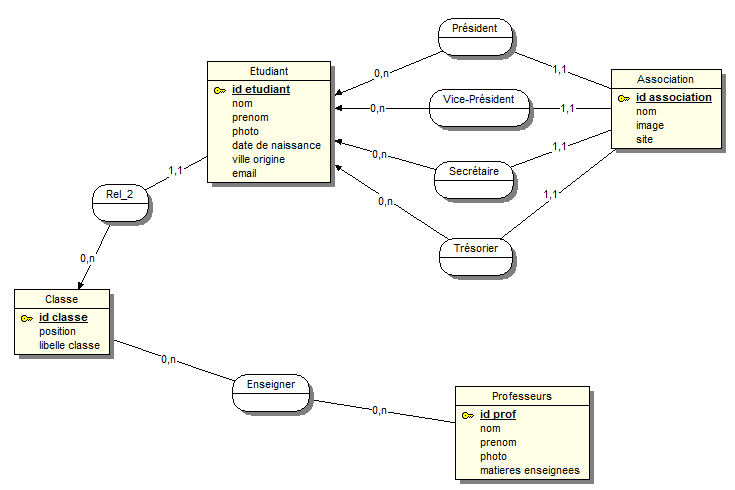 Président
Etudiant
id etudiant
nom
prenom
photo
date de naissance
ville origine
email
0,n
1,1
Association
id association
nom
image
site
Vice-Président
0,n
1,1
Secrétaire
0,n
1,1
Trésorier
0,n
1,1
1,1
Rel_2
0,n
Classe
id classe
position
libelle classe
0,n
Enseigner
0,n
Professeurs
id prof
nom
prenom
photo
matieres enseignees